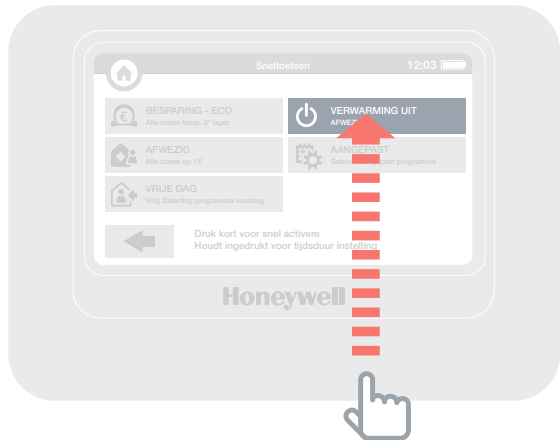 Sneltoetsen 12:03
BESPARING - ECO
Alle zones temp. 3° lager
VERWARMING UIT
AFWEZIG
Alle zones op 15°
AANGEPAST
programma
VRIJE DAG
Volg Zaterdag programma vandaag
Druk kort voor snel activere
Houdt ingedrukt voor tijdsduur instelling
Honeywell